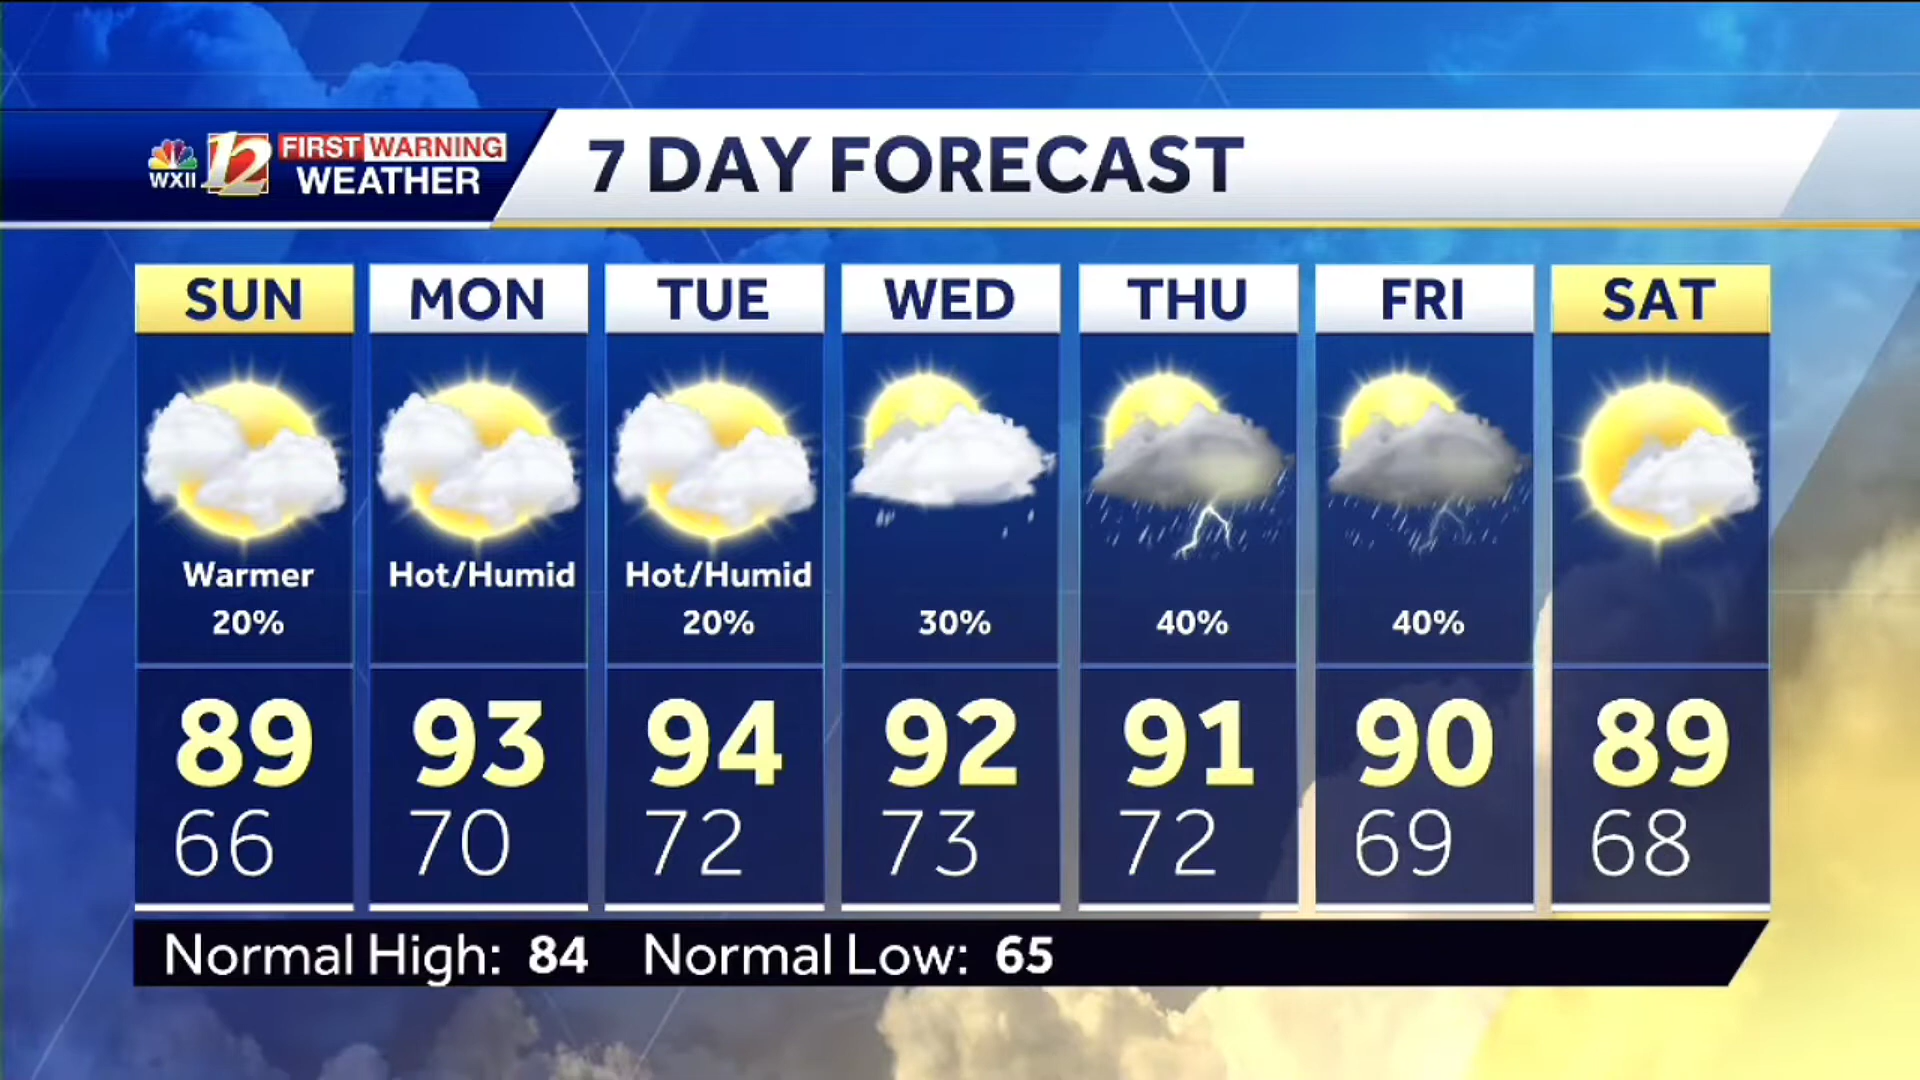 WXII 12 FIRST WARNING WEATHER
7 DAY FORECAST
SUN MON TUE WED THU FRI SAT
Warmer Hot/Humid Hot/Humid
20% 20% 30% 40% 40%
89 93 94 92 91 90 89
66 70 72 73 72 69 68
Normal High: 84 Normal Low: 65